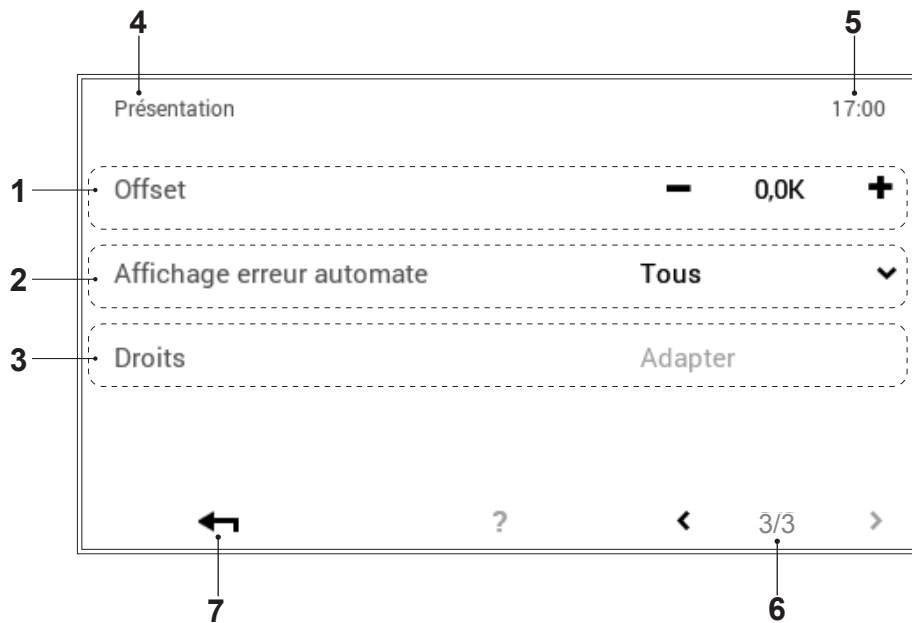 4 5
Présentation 17:00
1 Offset − 0,0K +
2 Affichage erreur automate Tous
3 Droits Adapter
? < 3/3 >
7 6